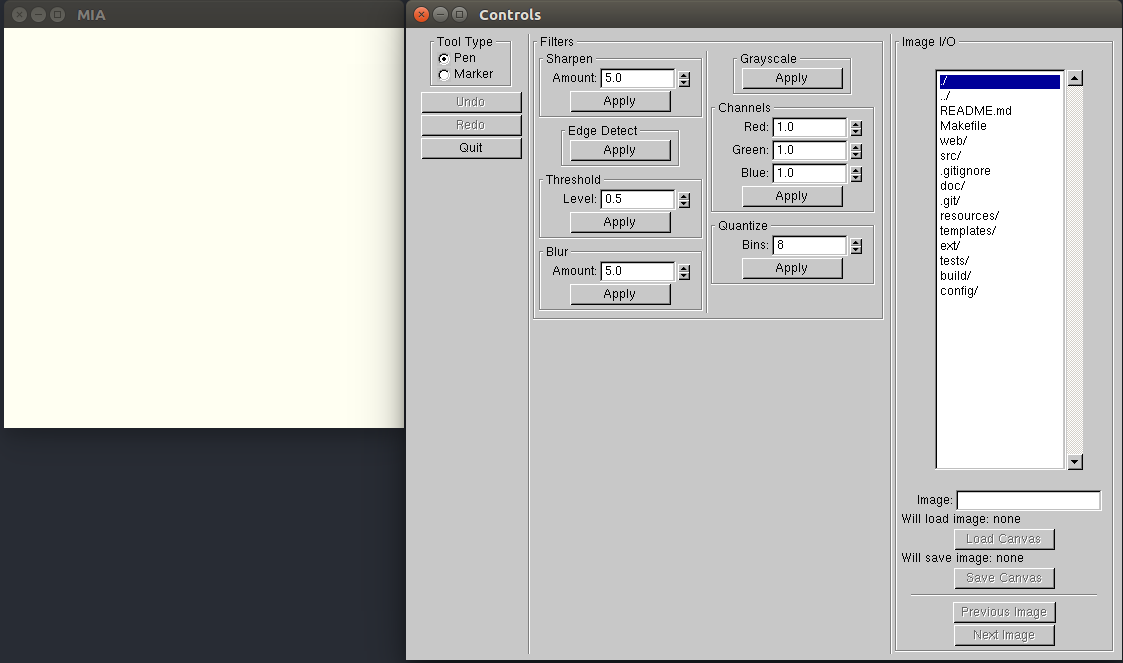 MIA
Controls
Tool Type
Pen
Marker
Undo
Redo
Quit
Filters
Sharpen
Amount: 5.0
Apply
Edge Detect
Apply
Threshold
Level: 0.5
Apply
Blur
Amount: 5.0
Apply
Grayscale
Apply
Channels
Red: 1.0
Green: 1.0
Blue: 1.0
Apply
Quantize
Bins: 8
Apply
Image I/O
./
../
README.md
Makefile
web/
src/
.gitignore
doc/
.git/
resources/
templates/
ext/
tests/
build/
config/
Image:
Will load image: none
Load Canvas
Will save image: none
Save Canvas
Previous Image
Next Image